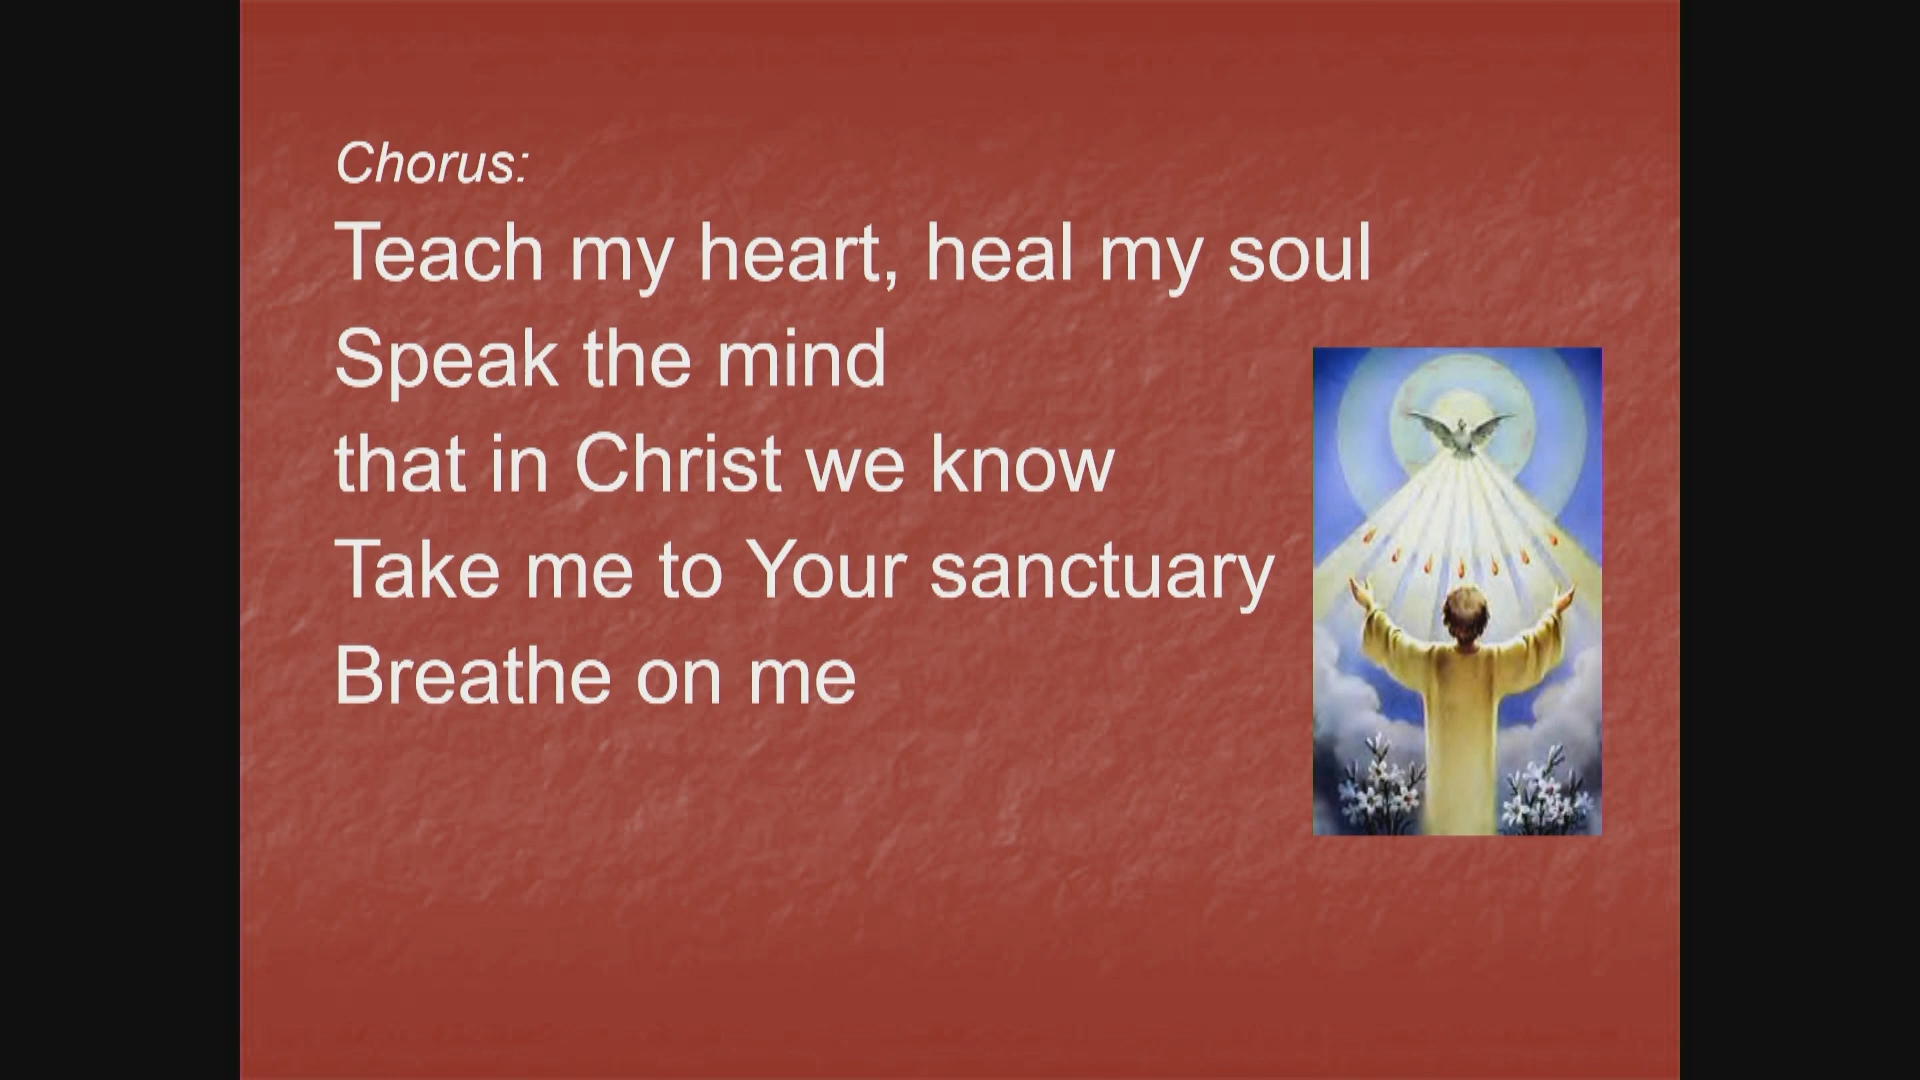 Chorus:
Teach my heart, heal my soul
Speak the mind
that in Christ we know
Take me to Your sanctuary
Breathe on me